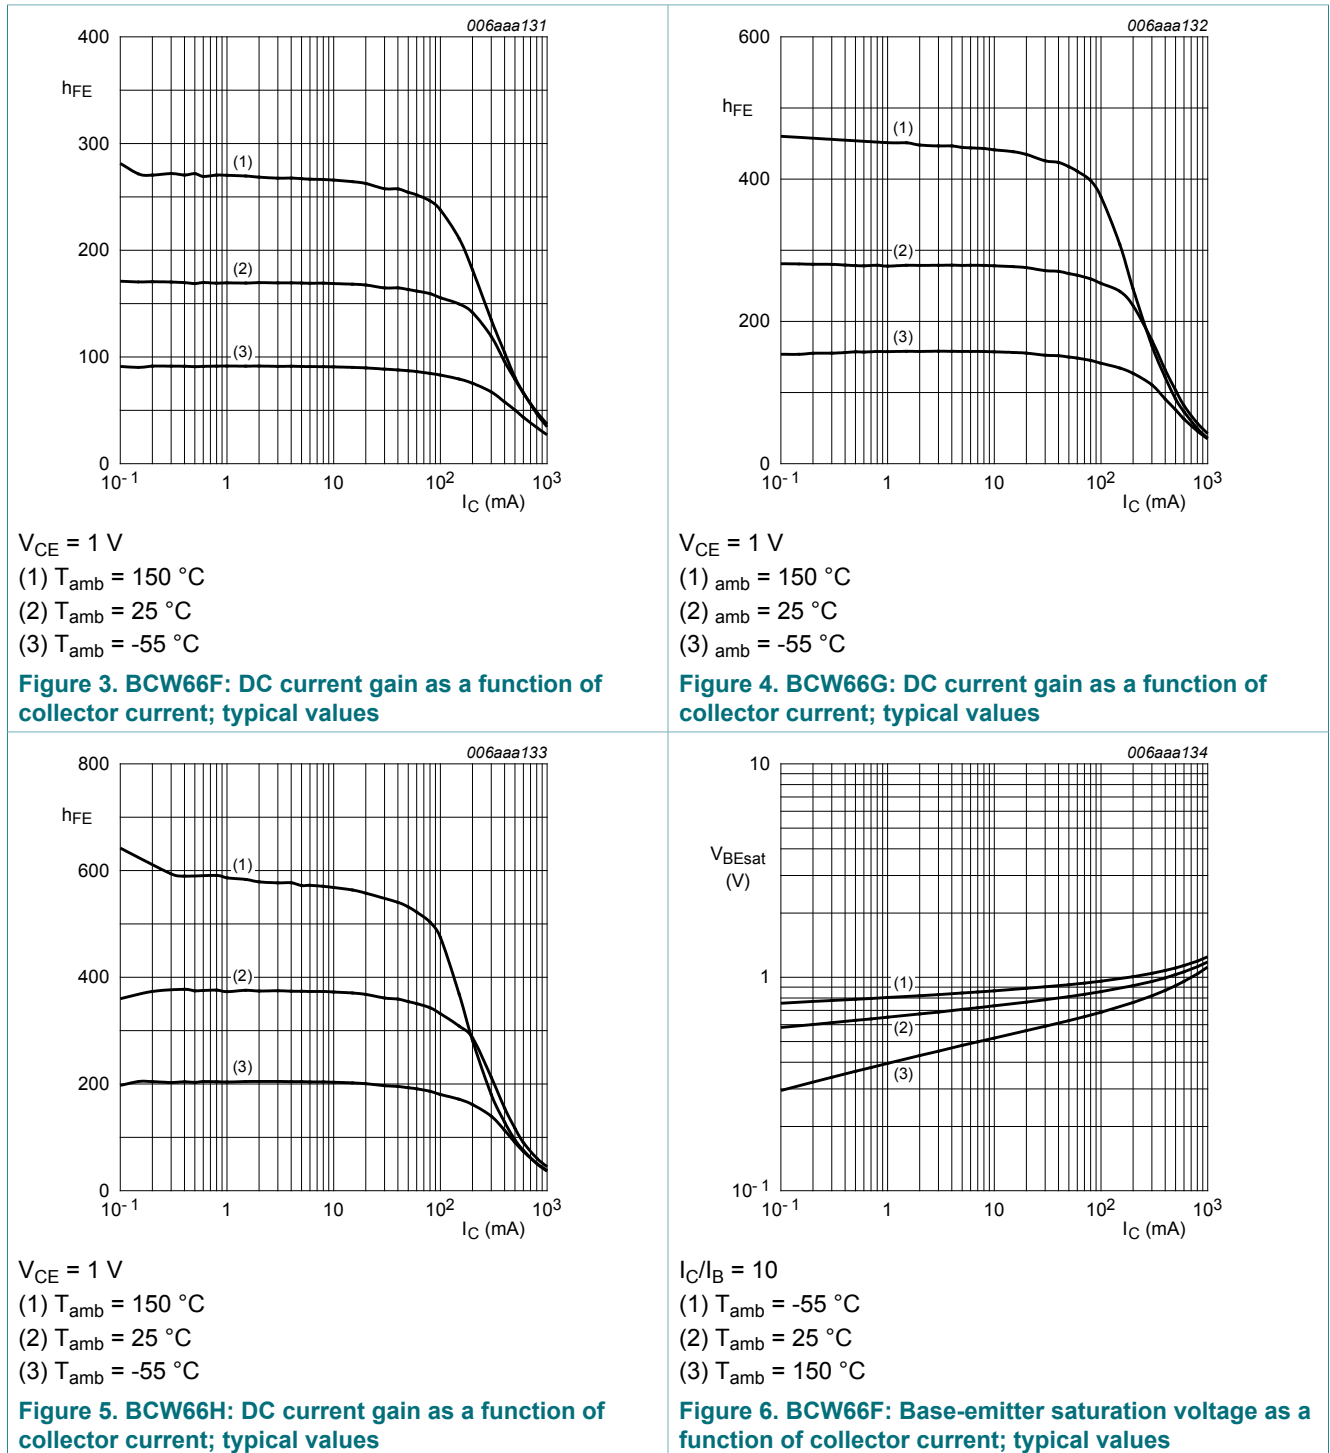 006aaa131
400
hFE
300
(1)
200
(2)
100
(3)
0
10-1 1 10 102 103
IC (mA)
VCE = 1 V
(1) Tamb = 150 °C
(2) Tamb = 25 °C
(3) Tamb = -55 °C
Figure 3. BCW66F: DC current gain as a function of
collector current; typical values
006aaa132
600
hFE
(1)
400
(2)
200
(3)
0
10-1 1 10 102 103
IC (mA)
VCE = 1 V
(1) amb = 150 °C
(2) amb = 25 °C
(3) amb = -55 °C
Figure 4. BCW66G: DC current gain as a function of
collector current; typical values
006aaa133
800
hFE
600
(1)
400
(2)
200
(3)
0
10-1 1 10 102 103
IC (mA)
VCE = 1 V
(1) Tamb = 150 °C
(2) Tamb = 25 °C
(3) Tamb = -55 °C
Figure 5. BCW66H: DC current gain as a function of
collector current; typical values
006aaa134
10
VBEsat
(V)
1
(1)
(2)
(3)
10-1
10-1 1 10 102 103
IC (mA)
IC/IB = 10
(1) Tamb = -55 °C
(2) Tamb = 25 °C
(3) Tamb = 150 °C
Figure 6. BCW66F: Base-emitter saturation voltage as a
function of collector current; typical values